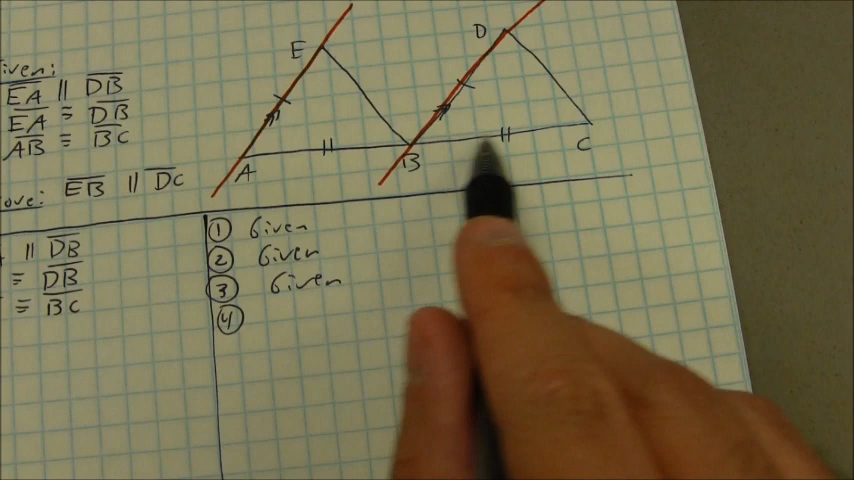 iven:
EA || DB
EA ≅ DB
AB ≅ BC
ove: EB || DC
E
D
A
B
C
|| DB
≅ DB
≅ BC
① Given
② Given
③ Given
④